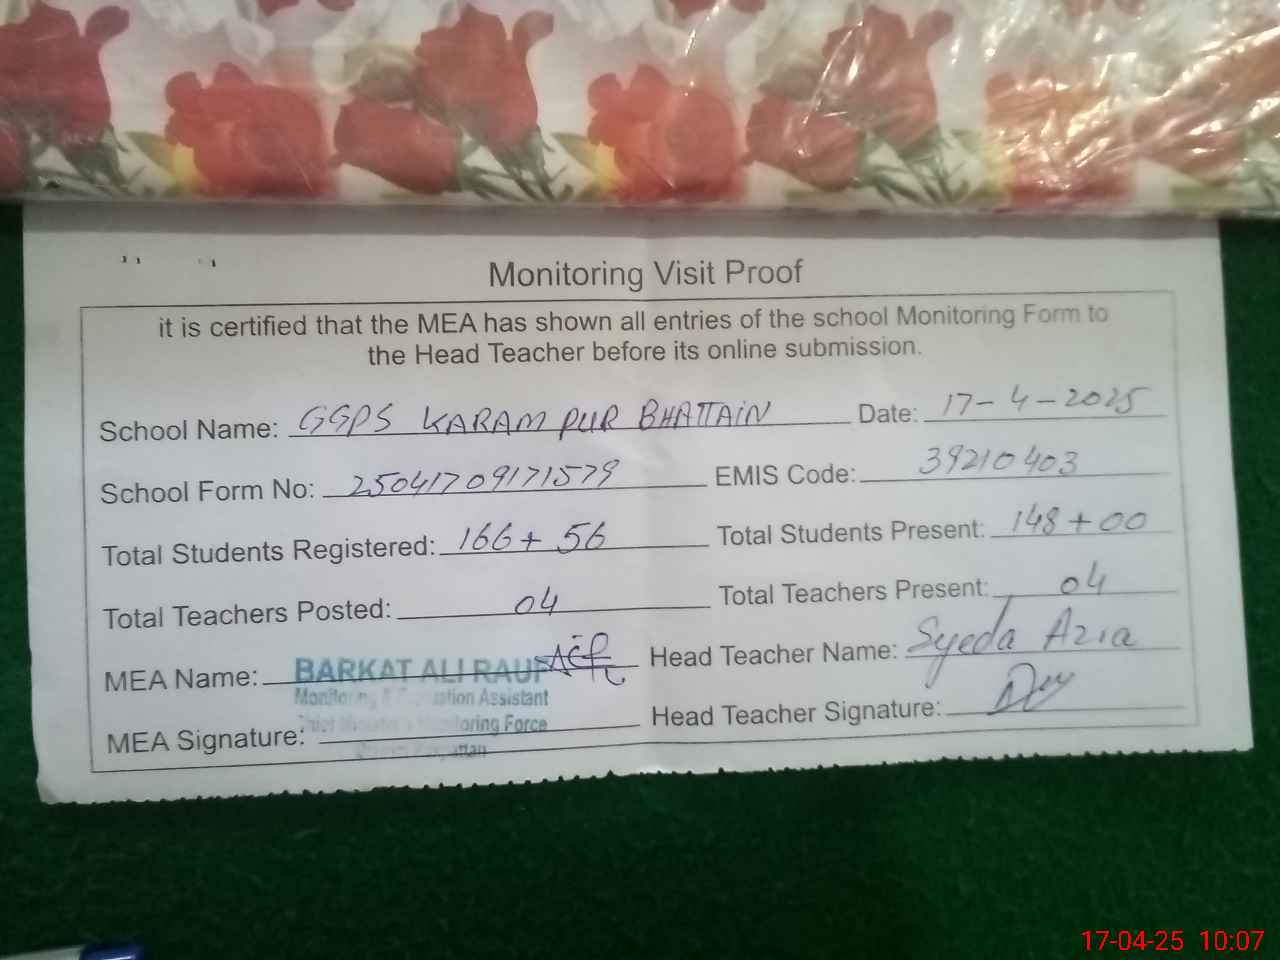 Monitoring Visit Proof
it is certified that the MEA has shown all entries of the school Monitoring Form to
the Head Teacher before its online submission.
School Name: GGPS KARAM PUR BHATTAIN Date: 17-4-2025
School Form No: 25041709171579 EMIS Code: 39210403
Total Students Registered: 166+56 Total Students Present: 148+00
Total Teachers Posted: 04 Total Teachers Present: 04
MEA Name: BARKAT ALI RAUF Head Teacher Name: Syeda Azia
Monitoring & Evaluation Assistant
MEA Signature: Monitoring Force Head Teacher Signature:
17-04-25 10:07